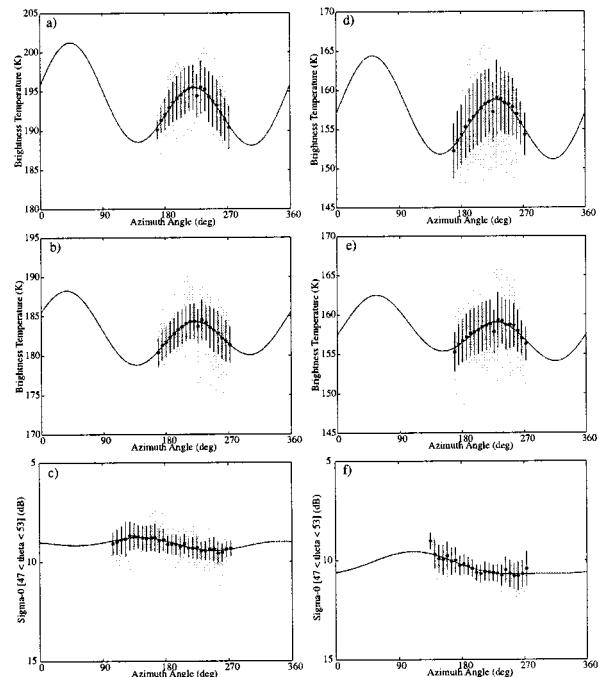 a)
205
200
195
190
185
180
Brightness Temperature (K)
0 90 180 270 360
Azimuth Angle (deg)
d)
165
160
155
150
145
Brightness Temperature (K)
0 90 180 270 360
Azimuth Angle (deg)
b)
195
190
185
180
175
170
Brightness Temperature (K)
0 90 180 270 360
Azimuth Angle (deg)
e)
165
160
155
150
145
Brightness Temperature (K)
0 90 180 270 360
Azimuth Angle (deg)
c)
5
9
15
Sigma-0 [47 < theta < 53] (dB)
0 90 180 270 360
Azimuth Angle (deg)
f)
5
10
15
Sigma-0 [47 < theta < 53] (dB)
0 90 180 270 360
Azimuth Angle (deg)